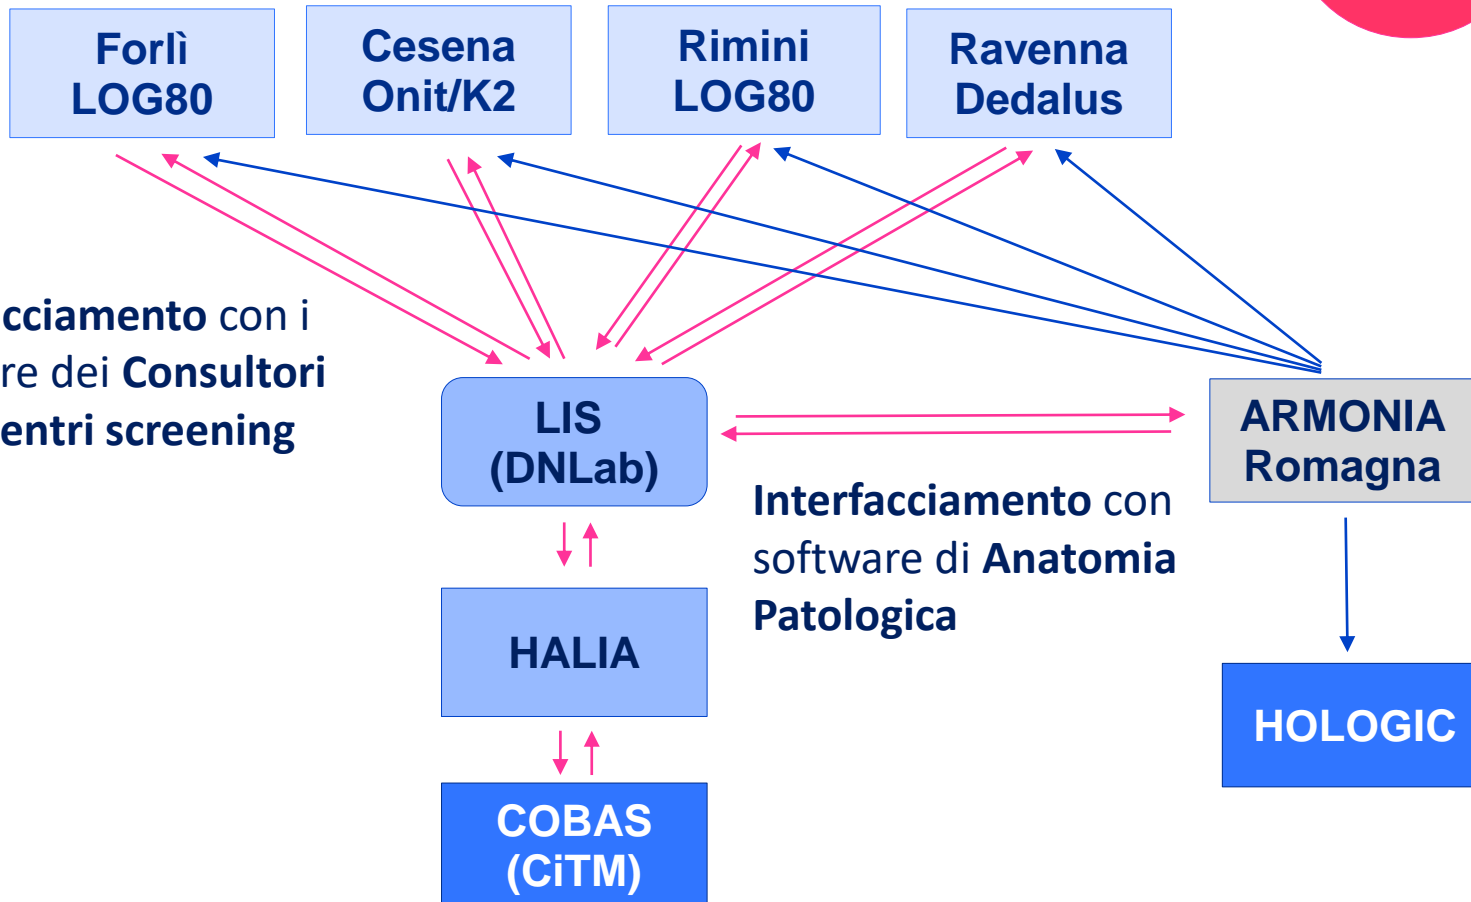 Forlì
LOG80
Cesena
Onit/K2
Rimini
LOG80
Ravenna
Dedalus
cciamento con i
re dei Consultori
entri screening
LIS
(DNLab)
ARMONIA
Romagna
Interfacciamento con
software di Anatomia
Patologica
HALIA
HOLOGIC
COBAS
(CiTM)